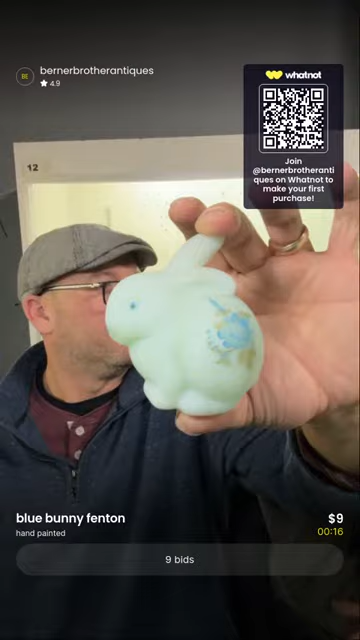 BE
bernerbrotherantiques
4.9
whatnot
Join
@bernerbrotheranti
ques on Whatnot to
make your first
purchase!
12
blue bunny fenton
$9
hand painted
00:16
9 bids